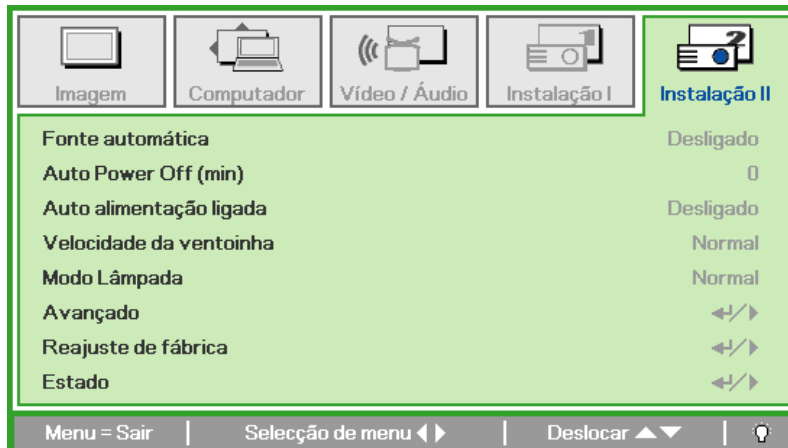 Imagem Computador Vídeo / Áudio Instalação I Instalação II
Fonte automática Desligado
Auto Power Off (min) 0
Auto alimentação ligada Desligado
Velocidade da ventoinha Normal
Modo Lâmpada Normal
Avançado
Reajuste de fábrica
Estado
Menu = Sair Selecção de menu Deslocar